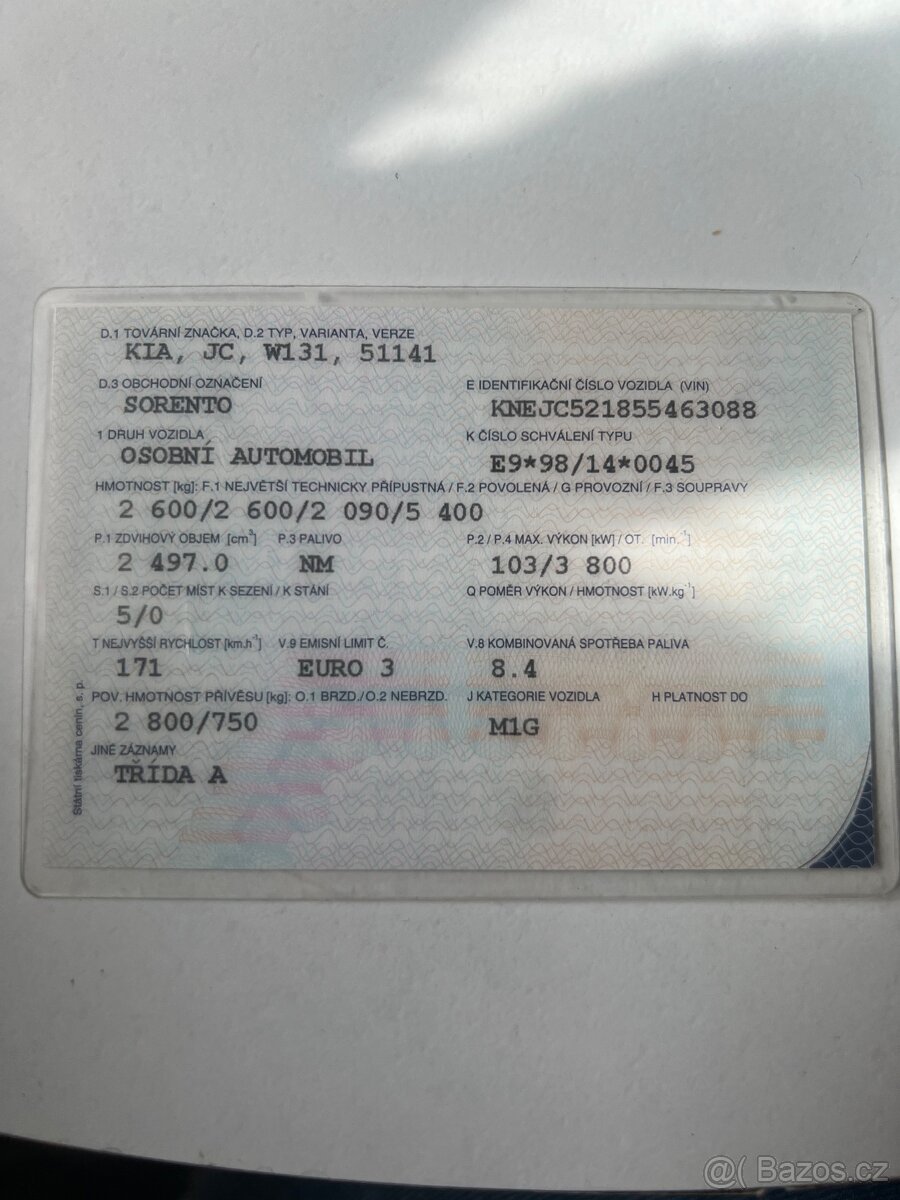 D.1 TOVÁRNÍ ZNAČKA, D.2 TYP, VARIANTA, VERZE
KIA, JC, W131, 51141
D.3 OBCHODNÍ OZNAČENÍ E IDENTIFIKAČNÍ ČÍSLO VOZIDLA (VIN)
SORENTO KNEJC521855463088
1 DRUH VOZIDLA K ČÍSLO SCHVÁLENÍ TYPU
OSOBNÍ AUTOMOBIL E9*98/14*0045
HMOTNOST [kg]: F.1 NEJVĚTŠÍ TECHNICKY PŘÍPUSTNÁ / F.2 POVOLENÁ / G PROVOZNÍ / F.3 SOUPRAVY
2 600/2 600/2 090/5 400
P.1 ZDVIHOVÝ OBJEM [cm³] P.3 PALIVO P.2 / P.4 MAX. VÝKON [kW] / OT. [min.⁻¹]
2 497.0 NM 103/3 800
S.1 / S.2 POČET MÍST K SEZENÍ / K STÁNÍ Q POMĚR VÝKON / HMOTNOST [kW.kg⁻¹]
5/0
T NEJVYŠŠÍ RYCHLOST [km.h⁻¹] V.9 EMISNÍ LIMIT Č. V.8 KOMBINOVANÁ SPOTŘEBA PALIVA
171 EURO 3 8.4
POV. HMOTNOST PŘÍVĚSU [kg]: O.1 BRZD./O.2 NEBRZD. J KATEGORIE VOZIDLA H PLATNOST DO
2 800/750 M1G
JINÉ ZÁZNAMY
TŘÍDA A
Státní tiskárna cenin, s. p.
@( Bazos.cz